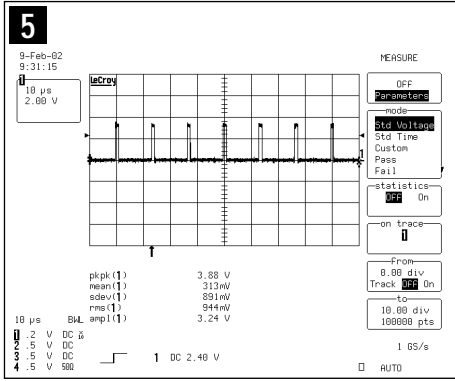 5
9-Feb-02
9:31:15
1
10 µs
2.00 V
LeCroy
1
pkpk(1) 3.88 V
mean(1) 313mV
sdev(1) 891mV
rms(1) 944mV
ampl(1) 3.24 V
10 µs BWL
1 .2 V DC X10
2 .5 V DC
3 .5 V DC
4 .5 V 50Ω
1 DC 2.40 V
MEASURE
OFF
Parameters
mode
Std Voltage
Std Time
Custom
Pass
Fail
statistics
OFF On
on trace
1
from
0.00 div
Track OFF On
to
10.00 div
100000 pts
1 GS/s
AUTO